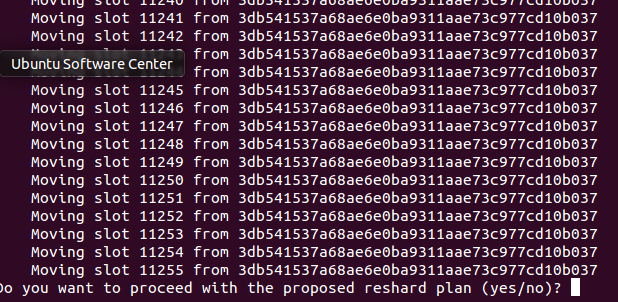 Moving slot 11240 from 3db541537a68ae6e0ba9311aae73c977cd10b037
Moving slot 11241 from 3db541537a68ae6e0ba9311aae73c977cd10b037
Moving slot 11242 from 3db541537a68ae6e0ba9311aae73c977cd10b037
11243 from 3db541537a68ae6e0ba9311aae73c977cd10b037
Ubuntu Software Center
from 3db541537a68ae6e0ba9311aae73c977cd10b037
Moving slot 11245 from 3db541537a68ae6e0ba9311aae73c977cd10b037
Moving slot 11246 from 3db541537a68ae6e0ba9311aae73c977cd10b037
Moving slot 11247 from 3db541537a68ae6e0ba9311aae73c977cd10b037
Moving slot 11248 from 3db541537a68ae6e0ba9311aae73c977cd10b037
Moving slot 11249 from 3db541537a68ae6e0ba9311aae73c977cd10b037
Moving slot 11250 from 3db541537a68ae6e0ba9311aae73c977cd10b037
Moving slot 11251 from 3db541537a68ae6e0ba9311aae73c977cd10b037
Moving slot 11252 from 3db541537a68ae6e0ba9311aae73c977cd10b037
Moving slot 11253 from 3db541537a68ae6e0ba9311aae73c977cd10b037
Moving slot 11254 from 3db541537a68ae6e0ba9311aae73c977cd10b037
Moving slot 11255 from 3db541537a68ae6e0ba9311aae73c977cd10b037
Do you want to proceed with the proposed reshard plan (yes/no)?